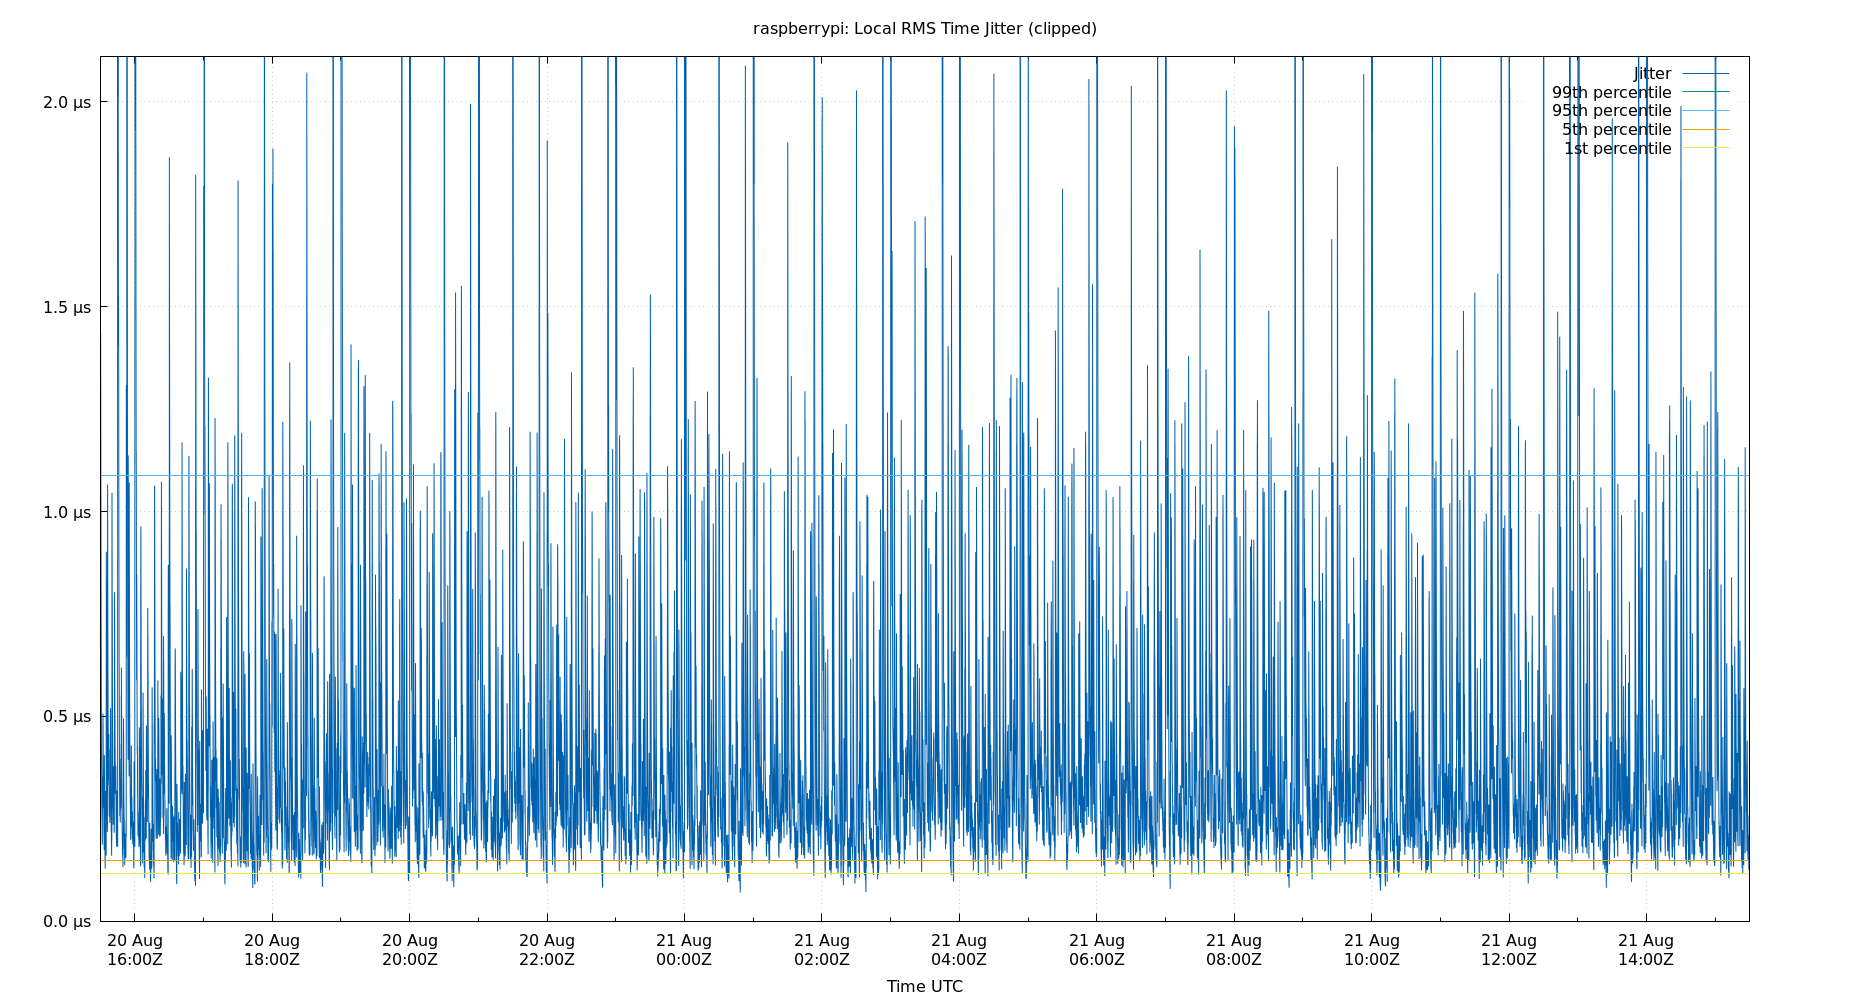 raspberrypi: Local RMS Time Jitter (clipped)
Jitter
99th percentile
95th percentile
5th percentile
1st percentile
2.0 µs
1.5 µs
1.0 µs
0.5 µs
0.0 µs
20 Aug 20 Aug 20 Aug 20 Aug 21 Aug 21 Aug 21 Aug 21 Aug 21 Aug 21 Aug 21 Aug 21 Aug
16:00Z 18:00Z 20:00Z 22:00Z 00:00Z 02:00Z 04:00Z 06:00Z 08:00Z 10:00Z 12:00Z 14:00Z
Time UTC